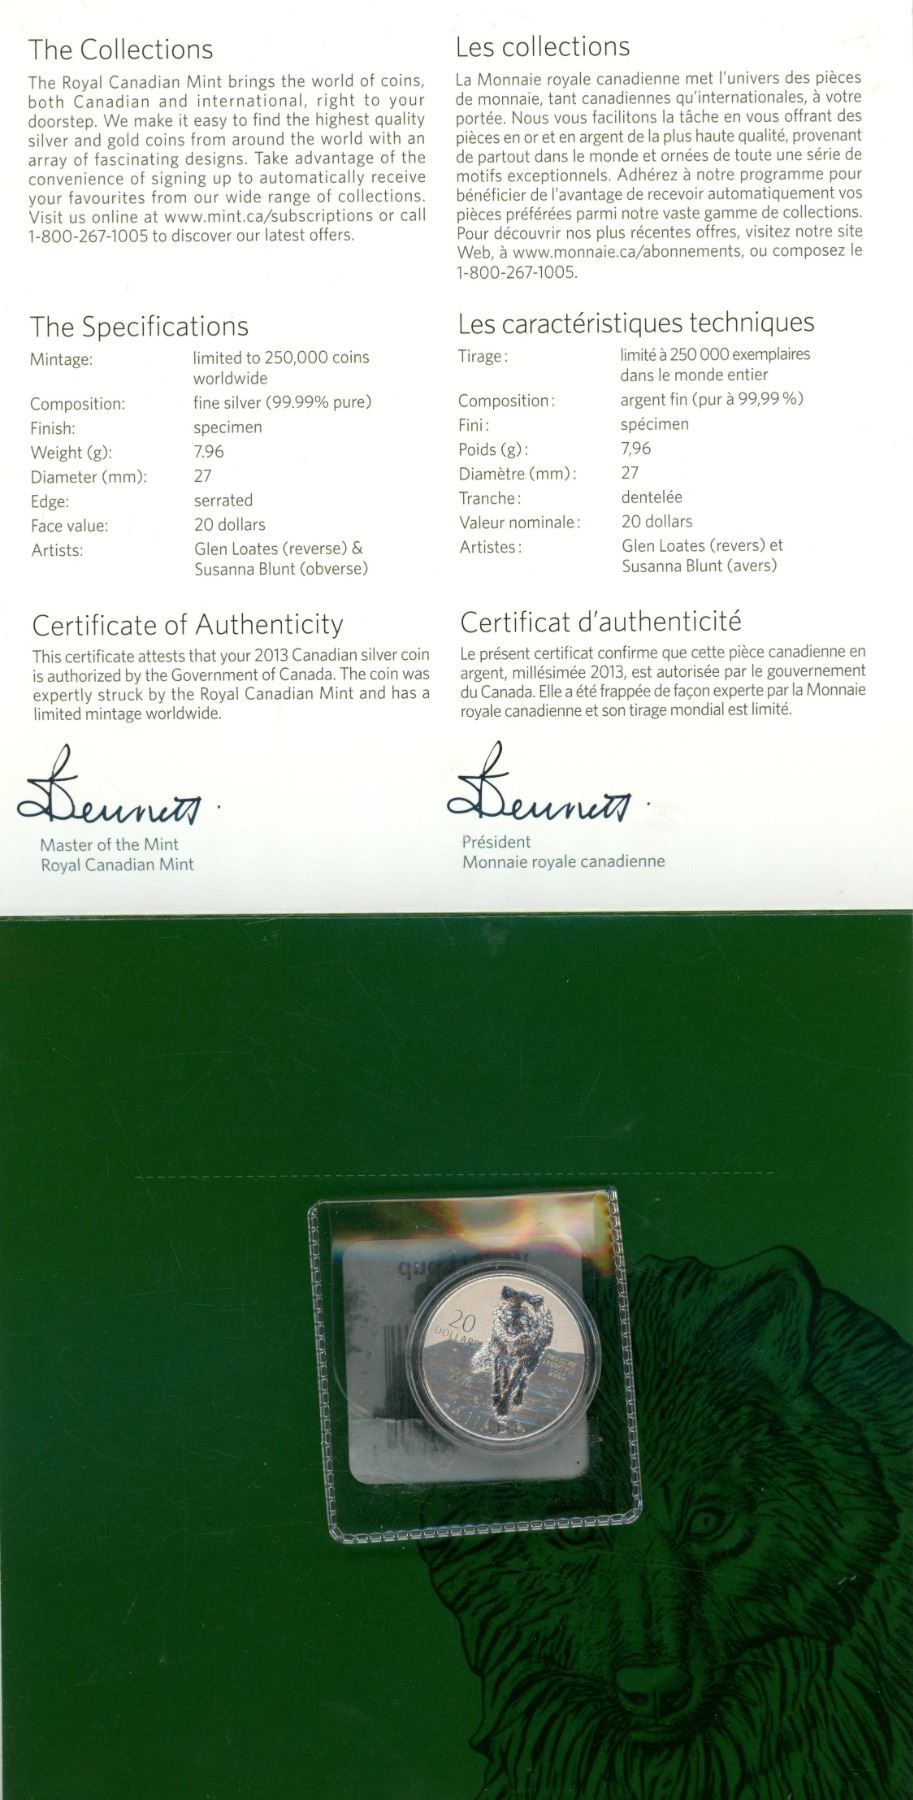 The Collections
The Royal Canadian Mint brings the world of coins,
both Canadian and international, right to your
doorstep. We make it easy to find the highest quality
silver and gold coins from around the world with an
array of fascinating designs. Take advantage of the
convenience of signing up to automatically receive
your favourites from our wide range of collections.
Visit us online at www.mint.ca/subscriptions or call
1-800-267-1005 to discover our latest offers.
The Specifications
Mintage: limited to 250,000 coins
worldwide
Composition: fine silver (99.99% pure)
Finish: specimen
Weight (g): 7.96
Diameter (mm): 27
Edge: serrated
Face value: 20 dollars
Artists: Glen Loates (reverse) &
Susanna Blunt (obverse)
Certificate of Authenticity
This certificate attests that your 2013 Canadian silver coin
is authorized by the Government of Canada. The coin was
expertly struck by the Royal Canadian Mint and has a
limited mintage worldwide.
Bennett
Master of the Mint
Royal Canadian Mint
Les collections
La Monnaie royale canadienne met l'univers des pièces
de monnaie, tant canadiennes qu'internationales, à votre
portée. Nous vous facilitons la tâche en vous offrant des
pièces en or et en argent de la plus haute qualité, provenant
de partout dans le monde et ornées de toute une série de
motifs exceptionnels. Adhérez à notre programme pour
bénéficier de l'avantage de recevoir automatiquement vos
pièces préférées parmi notre vaste gamme de collections.
Pour découvrir nos plus récentes offres, visitez notre site
Web, à www.monnaie.ca/abonnements, ou composez le
1-800-267-1005.
Les caractéristiques techniques
Tirage: limité à 250 000 exemplaires
dans le monde entier
Composition: argent fin (pur à 99,99 %)
Fini: spécimen
Poids (g): 7,96
Diamètre (mm): 27
Tranche: dentelée
Valeur nominale: 20 dollars
Artistes: Glen Loates (revers) et
Susanna Blunt (avers)
Certificat d'authenticité
Le présent certificat confirme que cette pièce canadienne en
argent, millésimée 2013, est autorisée par le gouvernement
du Canada. Elle a été frappée de façon experte par la Monnaie
royale canadienne et son tirage mondial est limité.
Bennett
Président
Monnaie royale canadienne
20
DOLLARS
CANADA